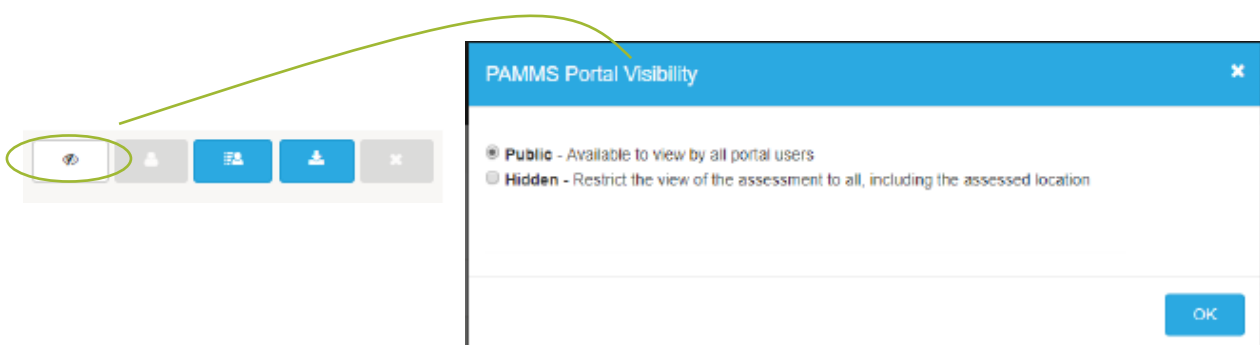 PAMMS Portal Visibility
Public - Available to view by all portal users
Hidden - Restrict the view of the assessment to all, including the assessed location
OK